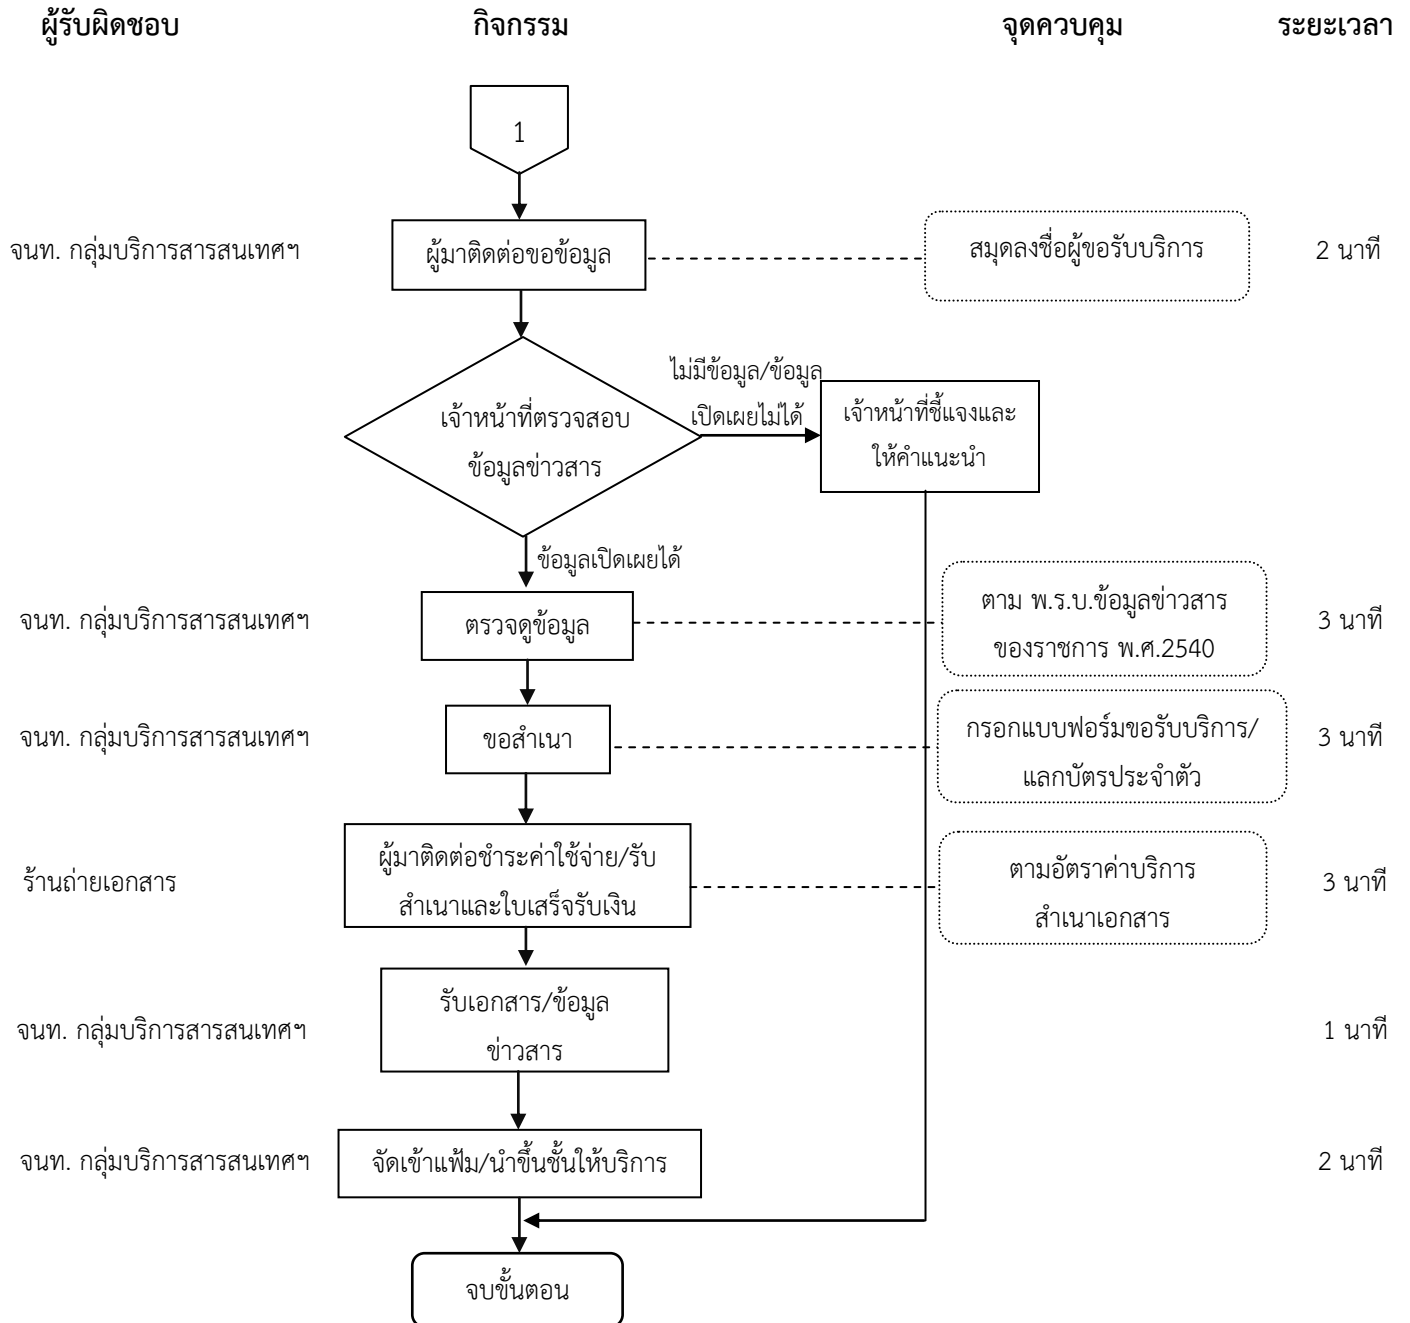 ผู้รับผิดชอบ กิจกรรม จุดควบคุม ระยะเวลา
1
จนท. กลุ่มบริการสารสนเทศฯ ผู้มาติดต่อขอข้อมูล สมุดลงชื่อผู้ขอรับบริการ 2 นาที
เจ้าหน้าที่ตรวจสอบ
ข้อมูลข่าวสาร
ไม่มีข้อมูล/ข้อมูล
เปิดเผยไม่ได้
เจ้าหน้าที่ชี้แจงและ
ให้คำแนะนำ
ข้อมูลเปิดเผยได้
จนท. กลุ่มบริการสารสนเทศฯ ตรวจดูข้อมูล
ตาม พ.ร.บ.ข้อมูลข่าวสาร
ของราชการ พ.ศ.2540
3 นาที
จนท. กลุ่มบริการสารสนเทศฯ ขอสำเนา
กรอกแบบฟอร์มขอรับบริการ/
แลกบัตรประจำตัว
3 นาที
ร้านถ่ายเอกสาร
ผู้มาติดต่อชำระค่าใช้จ่าย/รับ
สำเนาและใบเสร็จรับเงิน
ตามอัตราค่าบริการ
สำเนาเอกสาร
3 นาที
จนท. กลุ่มบริการสารสนเทศฯ
รับเอกสาร/ข้อมูล
ข่าวสาร
1 นาที
จนท. กลุ่มบริการสารสนเทศฯ จัดเข้าแฟ้ม/นำขึ้นชั้นให้บริการ 2 นาที
จบขั้นตอน